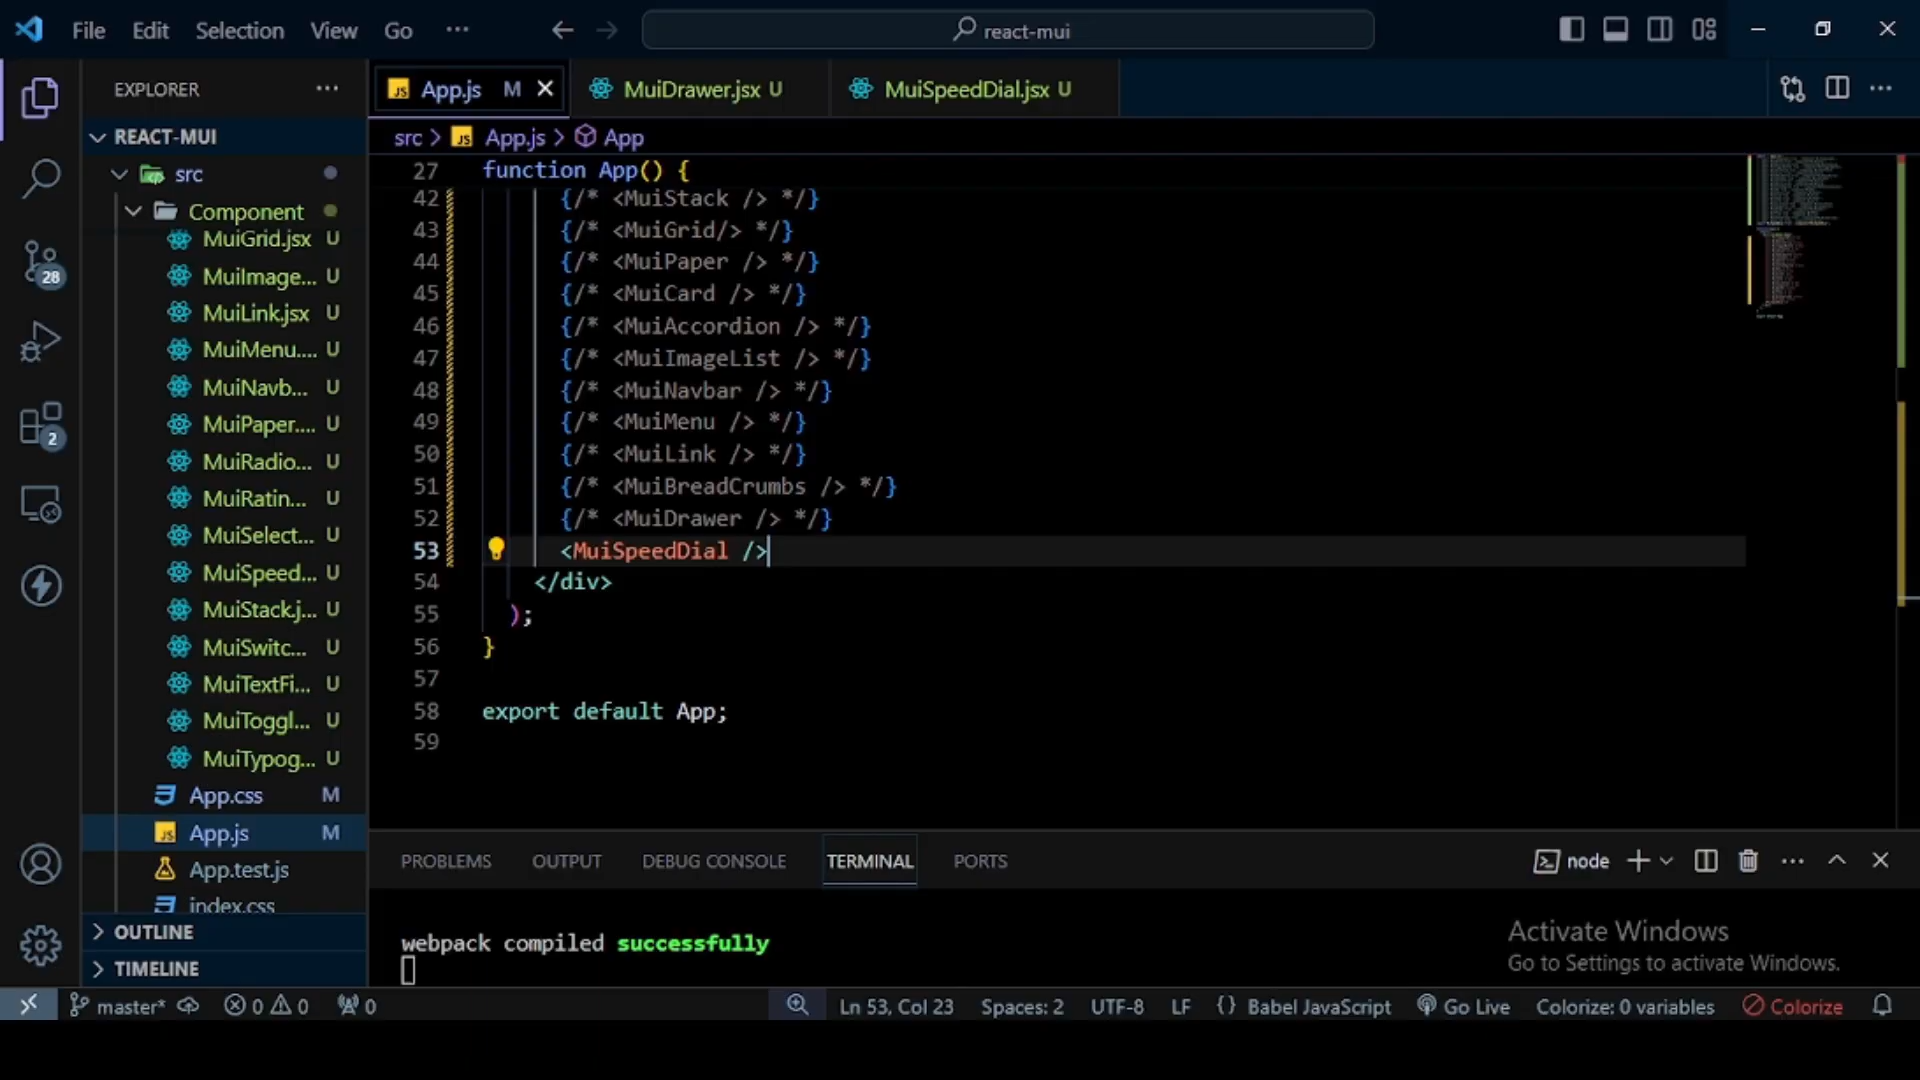 File Edit Selection View Go ··· react-mui
EXPLORER ···
App.js M
MuiDrawer.jsx U
MuiSpeedDial.jsx U
REACT-MUI
src > JS App.js > App
src
Component
MuiGrid.jsx U
MuiImage... U
MuiLink.jsx U
MuiMenu.... U
MuiNavb... U
MuiPaper.... U
MuiRadio... U
MuiRatin... U
MuiSelect... U
MuiSpeed... U
MuiStack.j... U
MuiSwitc... U
MuiTextFi... U
MuiToggl... U
MuiTypog... U
App.css M
JS App.js M
App.test.js
index.css
OUTLINE
TIMELINE
28
2
27 function App() {
42 {/* <MuiStack /> */}
43 {/* <MuiGrid/> */}
44 {/* <MuiPaper /> */}
45 {/* <MuiCard /> */}
46 {/* <MuiAccordion /> */}
47 {/* <MuiImageList /> */}
48 {/* <MuiNavbar /> */}
49 {/* <MuiMenu /> */}
50 {/* <MuiLink /> */}
51 {/* <MuiBreadCrumbs /> */}
52 {/* <MuiDrawer /> */}
53 <MuiSpeedDial />
54 </div>
55 );
56 }
57
58 export default App;
59
PROBLEMS OUTPUT DEBUG CONSOLE TERMINAL PORTS node
webpack compiled successfully
Activate Windows
Go to Settings to activate Windows.
master* 0 0 0 Ln 53, Col 23 Spaces: 2 UTF-8 LF {} Babel JavaScript Go Live Colorize: 0 variables Colorize